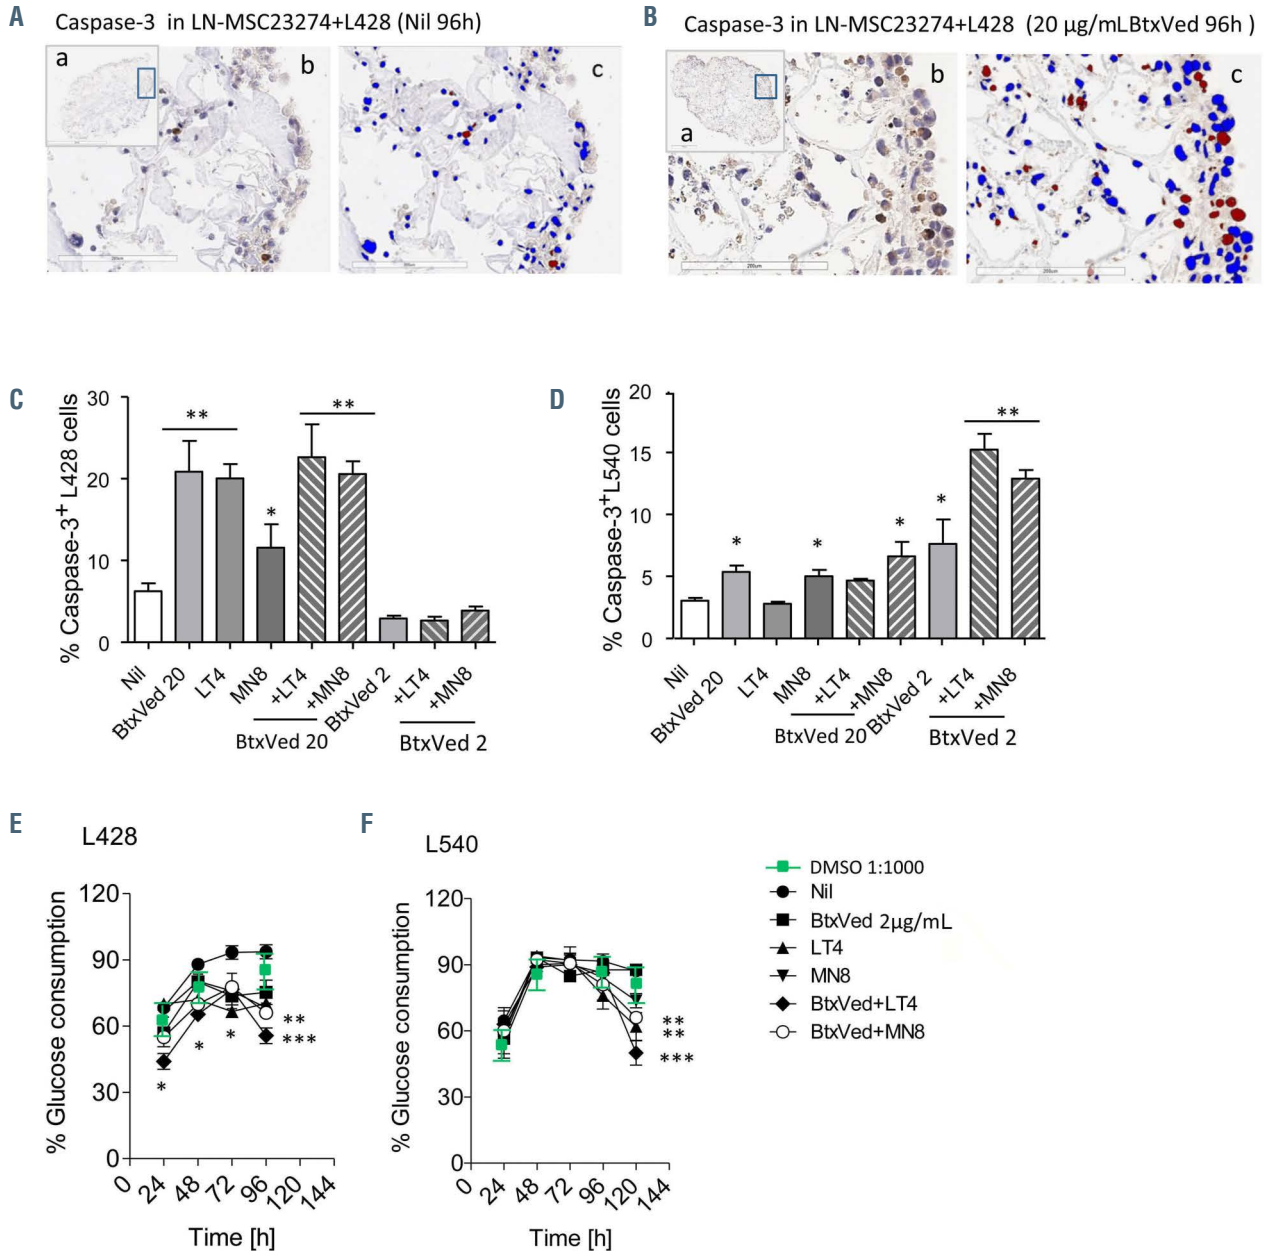 A
Caspase-3 in LN-MSC23274+L428 (Nil 96h)
a
b
c
B
Caspase-3 in LN-MSC23274+L428 (20 µg/mLBtxVed 96h )
a
b
c
200um
200um
C
% Caspase-3+ L428 cells
30
20
10
0
**
*
**
Nil
BtxVed 20
LT4
MN8
+LT4
+MN8
BtxVed 2
+LT4
+MN8
BtxVed 20
BtxVed 2
D
% Caspase-3+L540 cells
20
15
10
5
0
*
*
*
*
**
Nil
BtxVed 20
LT4
MN8
+LT4
+MN8
BtxVed 2
+LT4
+MN8
BtxVed 20
BtxVed 2
E
L428
% Glucose consumption
120
90
60
30
0
*
*
*
**
***
0
24
48
72
96
120
144
Time [h]
F
L540
% Glucose consumption
120
90
60
30
0
**
**
***
0
24
48
72
96
120
144
Time [h]
DMSO 1:1000
Nil
BtxVed 2µg/mL
LT4
MN8
BtxVed+LT4
BtxVed+MN8